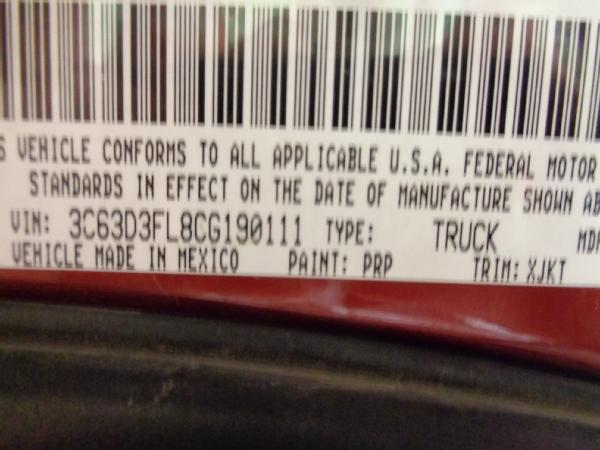 S VEHICLE CONFORMS TO ALL APPLICABLE U.S.A. FEDERAL MOTOR
STANDARDS IN EFFECT ON THE DATE OF MANUFACTURE SHOWN AB
VIN: 3C63D3FL8CG190111 TYPE: TRUCK MDH
VEHICLE MADE IN MEXICO PAINT: PRP TRIM: XJKT